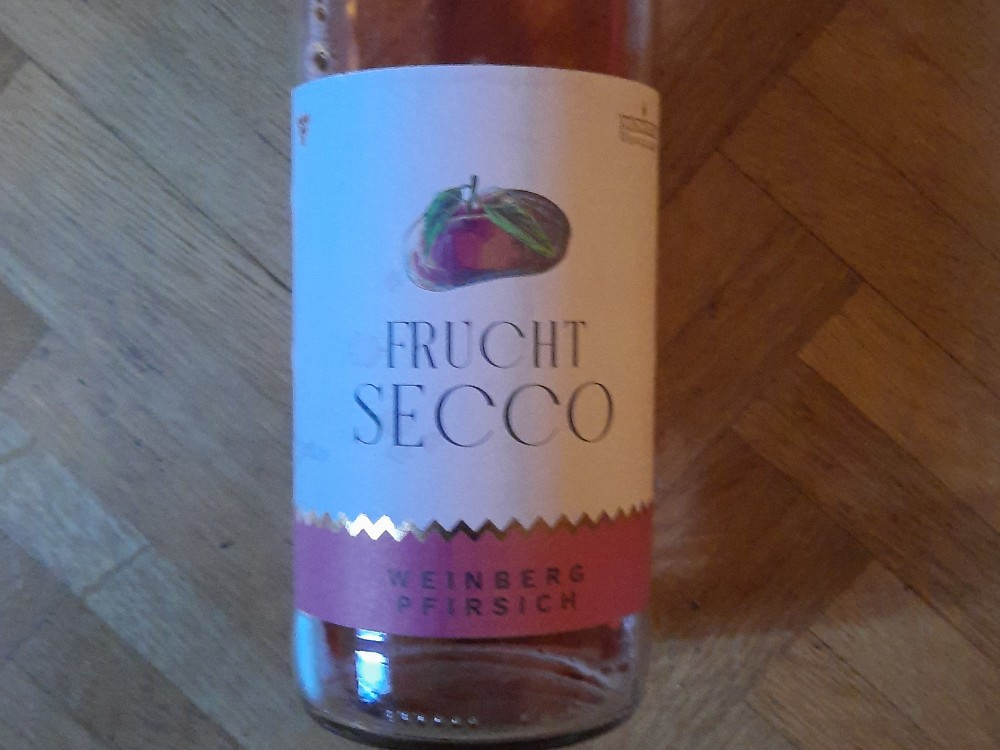 FRUCHT
SECCO
WEINBERG
PFIRSICH